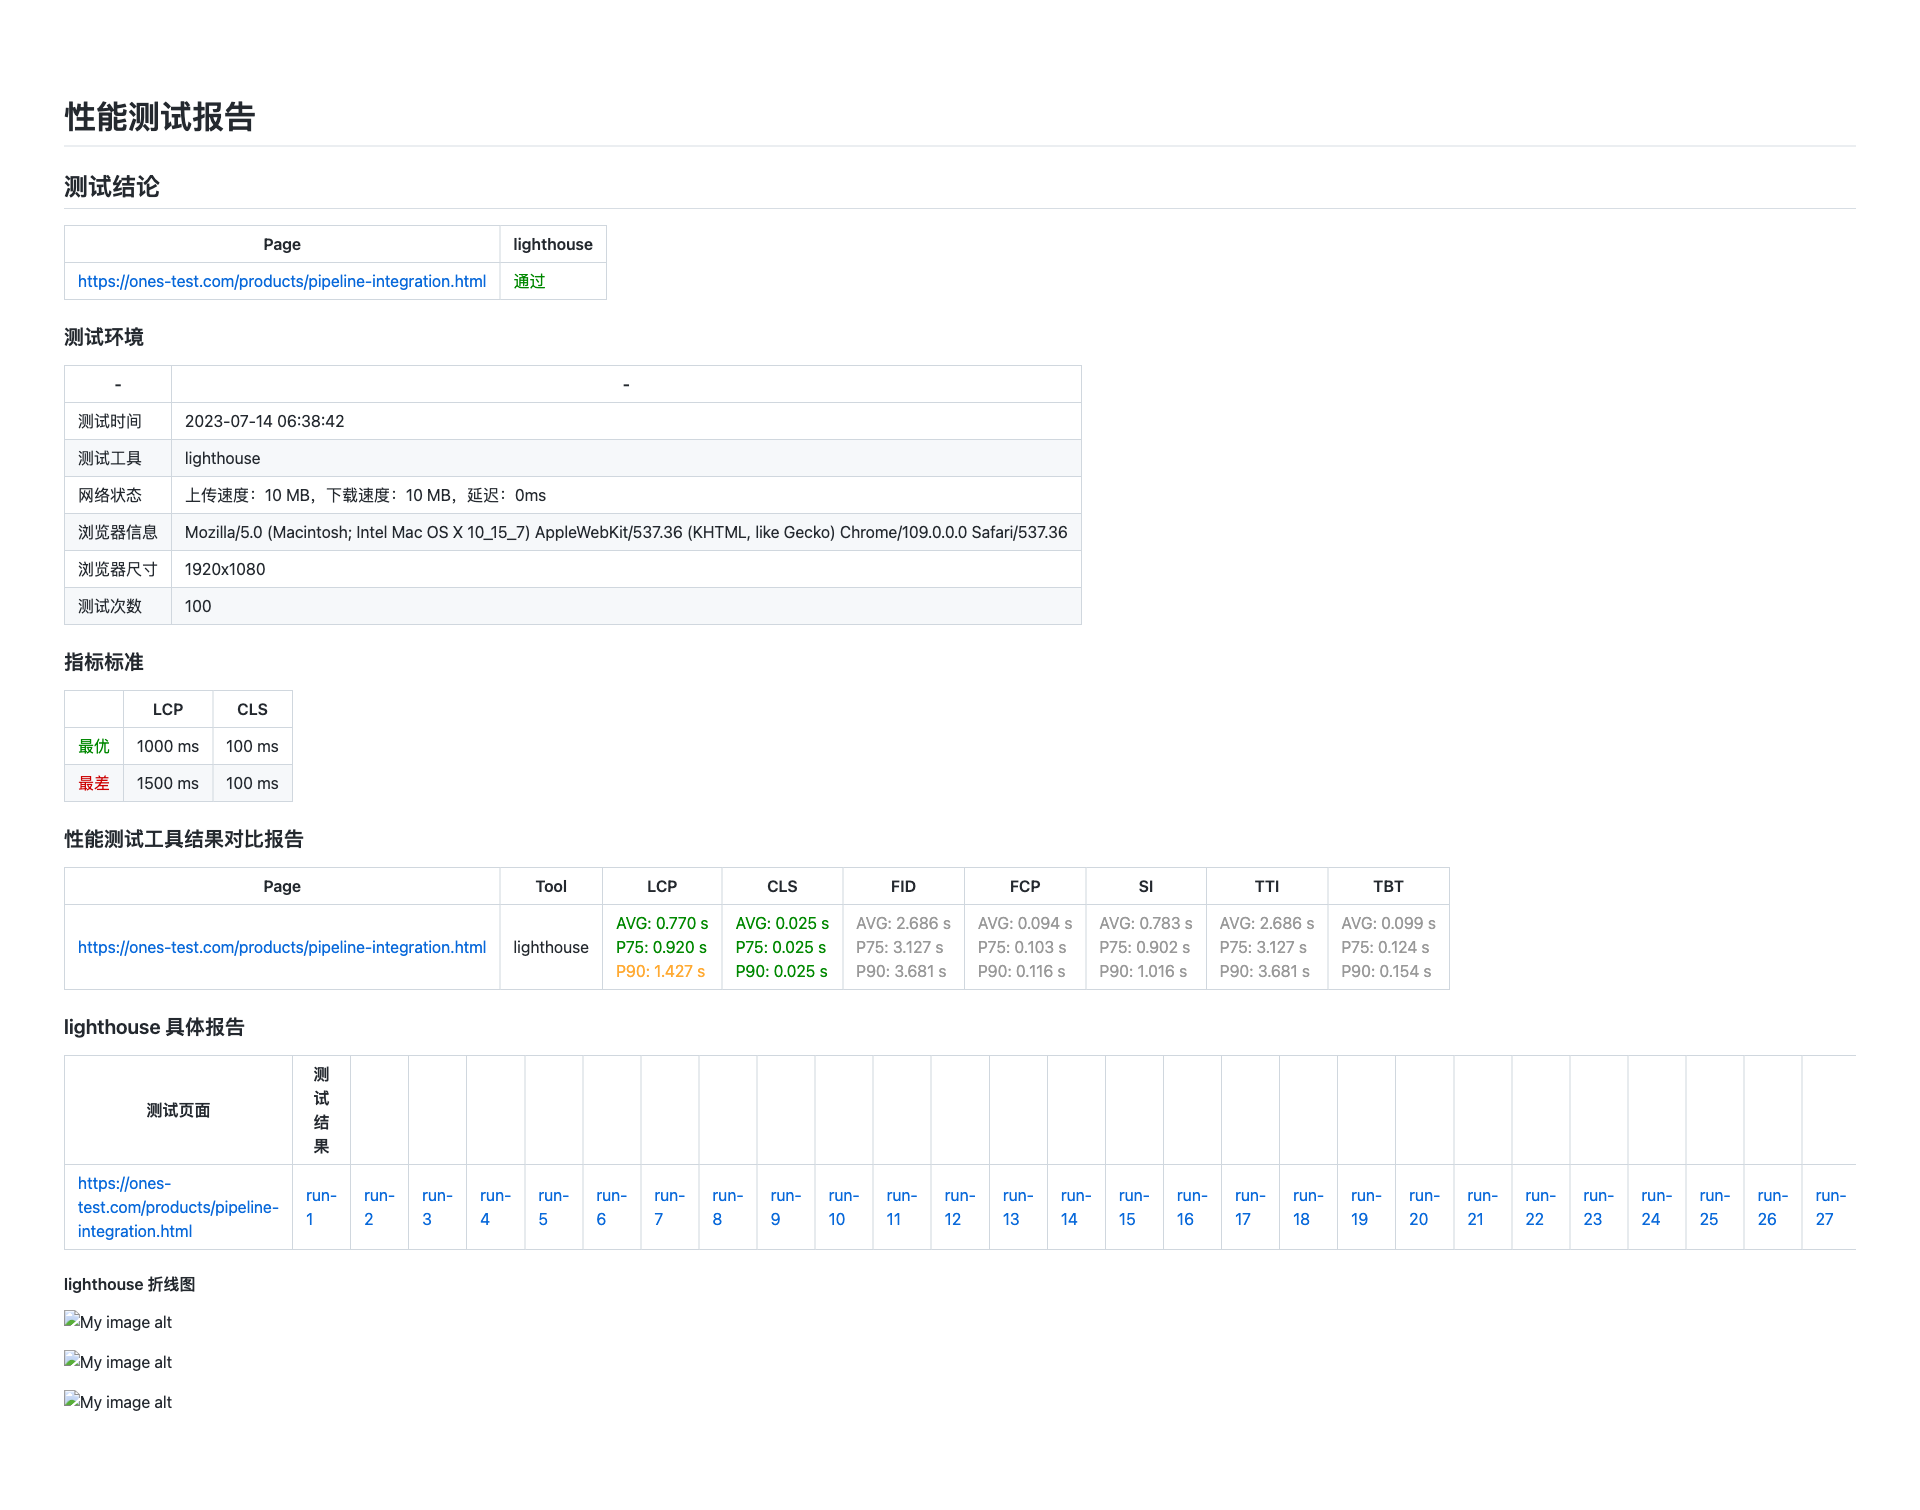 性能测试报告
测试结论
Page lighthouse
https://ones-test.com/products/pipeline-integration.html 通过
测试环境
- -
测试时间 2023-07-14 06:38:42
测试工具 lighthouse
网络状态 上传速度：10 MB，下载速度：10 MB，延迟：0ms
浏览器信息 Mozilla/5.0 (Macintosh; Intel Mac OS X 10_15_7) AppleWebKit/537.36 (KHTML, like Gecko) Chrome/109.0.0.0 Safari/537.36
浏览器尺寸 1920x1080
测试次数 100
指标标准
LCP CLS
最优 1000 ms 100 ms
最差 1500 ms 100 ms
性能测试工具结果对比报告
Page Tool LCP CLS FID FCP SI TTI TBT
AVG: 0.770 s AVG: 0.025 s AVG: 2.686 s AVG: 0.094 s AVG: 0.783 s AVG: 2.686 s AVG: 0.099 s
https://ones-test.com/products/pipeline-integration.html lighthouse P75: 0.920 s P75: 0.025 s P75: 3.127 s P75: 0.103 s P75: 0.902 s P75: 3.127 s P75: 0.124 s
P90: 1.427 s P90: 0.025 s P90: 3.681 s P90: 0.116 s P90: 1.016 s P90: 3.681 s P90: 0.154 s
lighthouse 具体报告
测试页面
测
试
结
果
https://ones-
test.com/products/pipeline-
integration.html
run- run- run- run- run- run- run- run- run- run- run- run- run- run- run- run- run- run- run- run- run- run- run- run- run- run- run-
1 2 3 4 5 6 7 8 9 10 11 12 13 14 15 16 17 18 19 20 21 22 23 24 25 26 27
lighthouse 折线图
My image alt
My image alt
My image alt